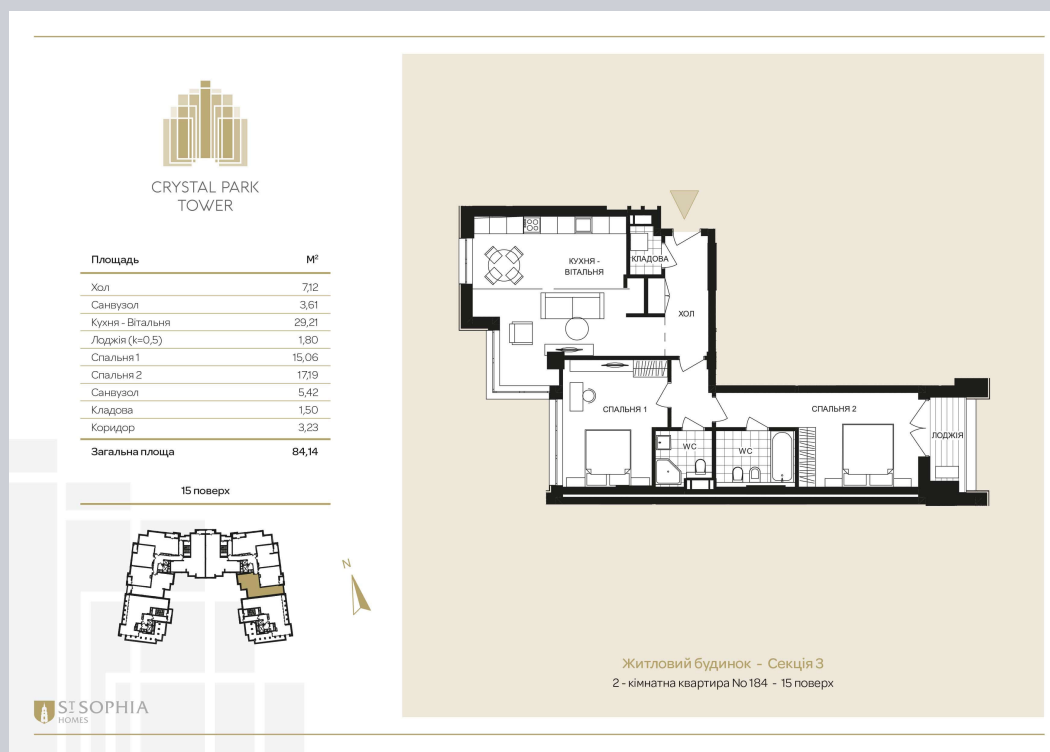 CRYSTAL PARK
TOWER
Площадь М²
Хол 7,12
Санвузол 3,61
Кухня - Вітальня 29,21
Лоджія (k=0,5) 1,80
Спальня 1 15,06
Спальня 2 17,19
Санвузол 5,42
Кладова 1,50
Коридор 3,23
Загальна площа 84,14
15 поверх
N
ST SOPHIA
HOMES
КУХНЯ -
ВІТАЛЬНЯ
КЛАДОВА
ХОЛ
СПАЛЬНЯ 1
СПАЛЬНЯ 2
WC
WC
ЛОДЖІЯ
Житловий будинок - Секція 3
2 - кімнатна квартира No 184 - 15 поверх